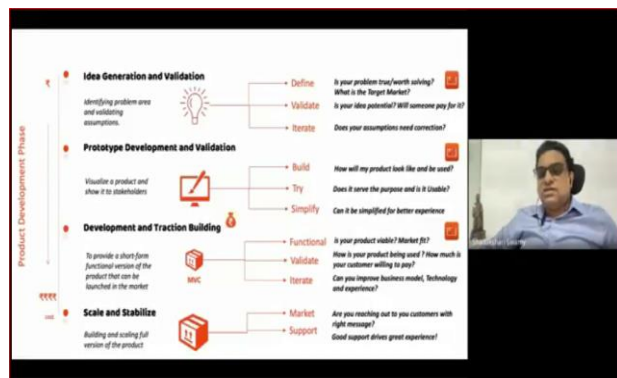 Product Development Phase
₹
Idea Generation and Validation
Identifying problem area
and validating
assumptions.
Define
Is your problem true/worth solving?
What is the Target Market?
Validate
Is your idea potential? Will someone pay for it?
Iterate
Does your assumptions need correction?
Prototype Development and Validation
Visualize a product and
show it to stakeholders
Build
How will my product look like and be used?
Try
Does it serve the purpose and is it Usable?
Simplify
Can it be simplified for better experience
Development and Traction Building
To provide a short-form
functional version of the
product that can be
launched in the market
MVC
Functional
Is your product viable? Market fit?
Validate
How is your product being used ? How much is
your customer willing to pay?
Iterate
Can you improve business model, Technology
and experience?
₹₹₹₹
Scale and Stabilize
Building and scaling full
version of the product
Market
Are you reaching out to you customers with
right message?
Support
Good support drives great experience!